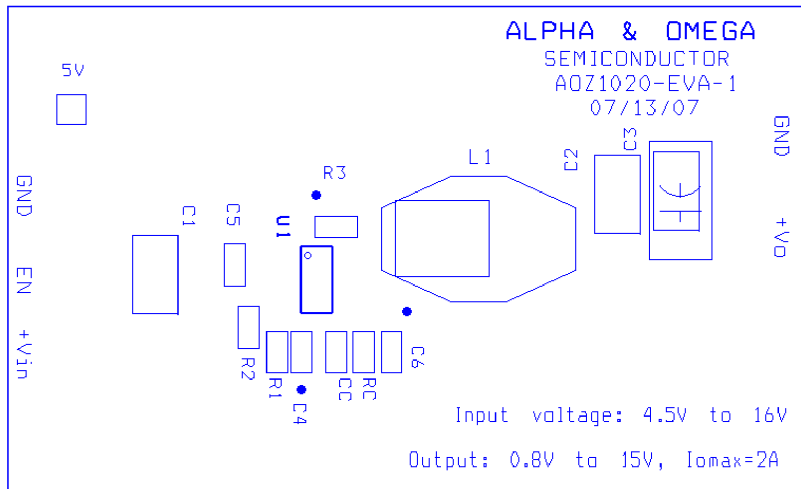 ALPHA & OMEGA
SEMICONDUCTOR
AOZ1020-EVA-1
07/13/07
5V
GND
EN
+Vin
C1
C5
U1
R3
L1
C2
C3
GND
+Vo
R2
R1
C4
CC
RC
C6
Input voltage: 4.5V to 16V
Output: 0.8V to 15V, Iomax=2A